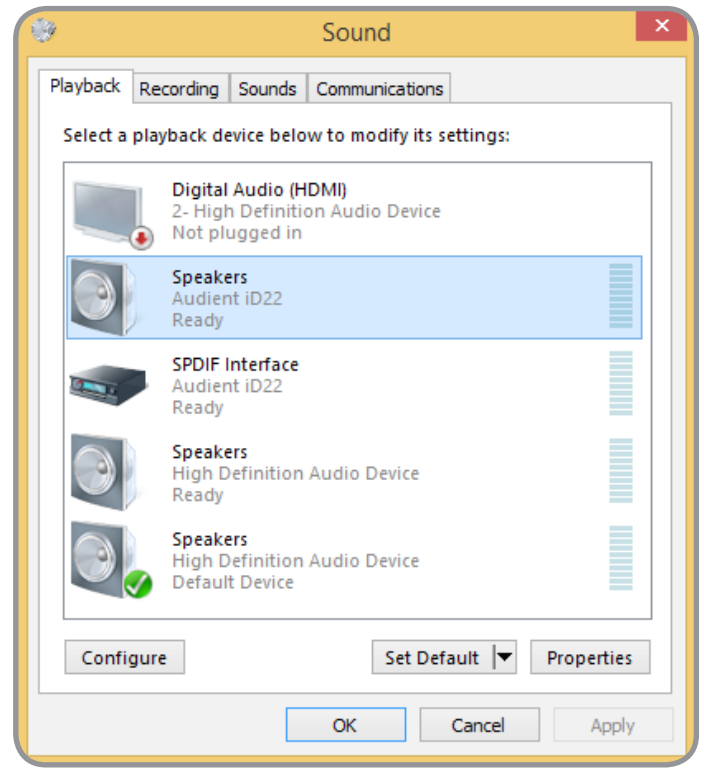 Sound
Playback Recording Sounds Communications
Select a playback device below to modify its settings:
Digital Audio (HDMI)
2- High Definition Audio Device
Not plugged in
Speakers
Audient iD22
Ready
SPDIF Interface
Audient iD22
Ready
Speakers
High Definition Audio Device
Ready
Speakers
High Definition Audio Device
Default Device
Configure Set Default Properties
OK Cancel Apply